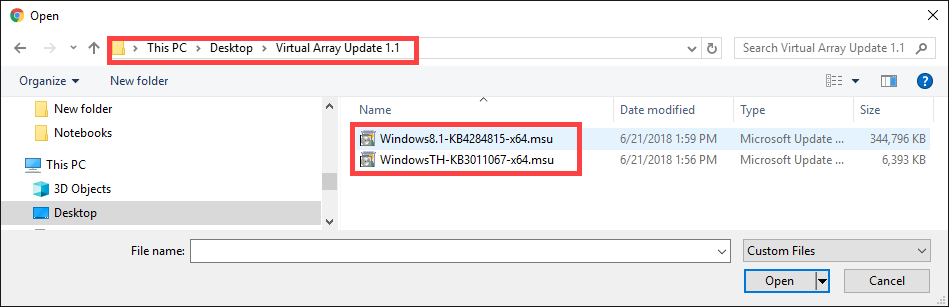 Open
This PC > Desktop > Virtual Array Update 1.1
Search Virtual Array Update 1.1
Organize
New folder
?
New folder
Notebooks
This PC
3D Objects
Desktop
Name Date modified Type Size
Windows8.1-KB4284815-x64.msu 6/21/2018 1:59 PM Microsoft Update ... 344,796 KB
WindowsTH-KB3011067-x64.msu 6/21/2018 1:56 PM Microsoft Update ... 6,393 KB
File name:
Custom Files
Open
Cancel